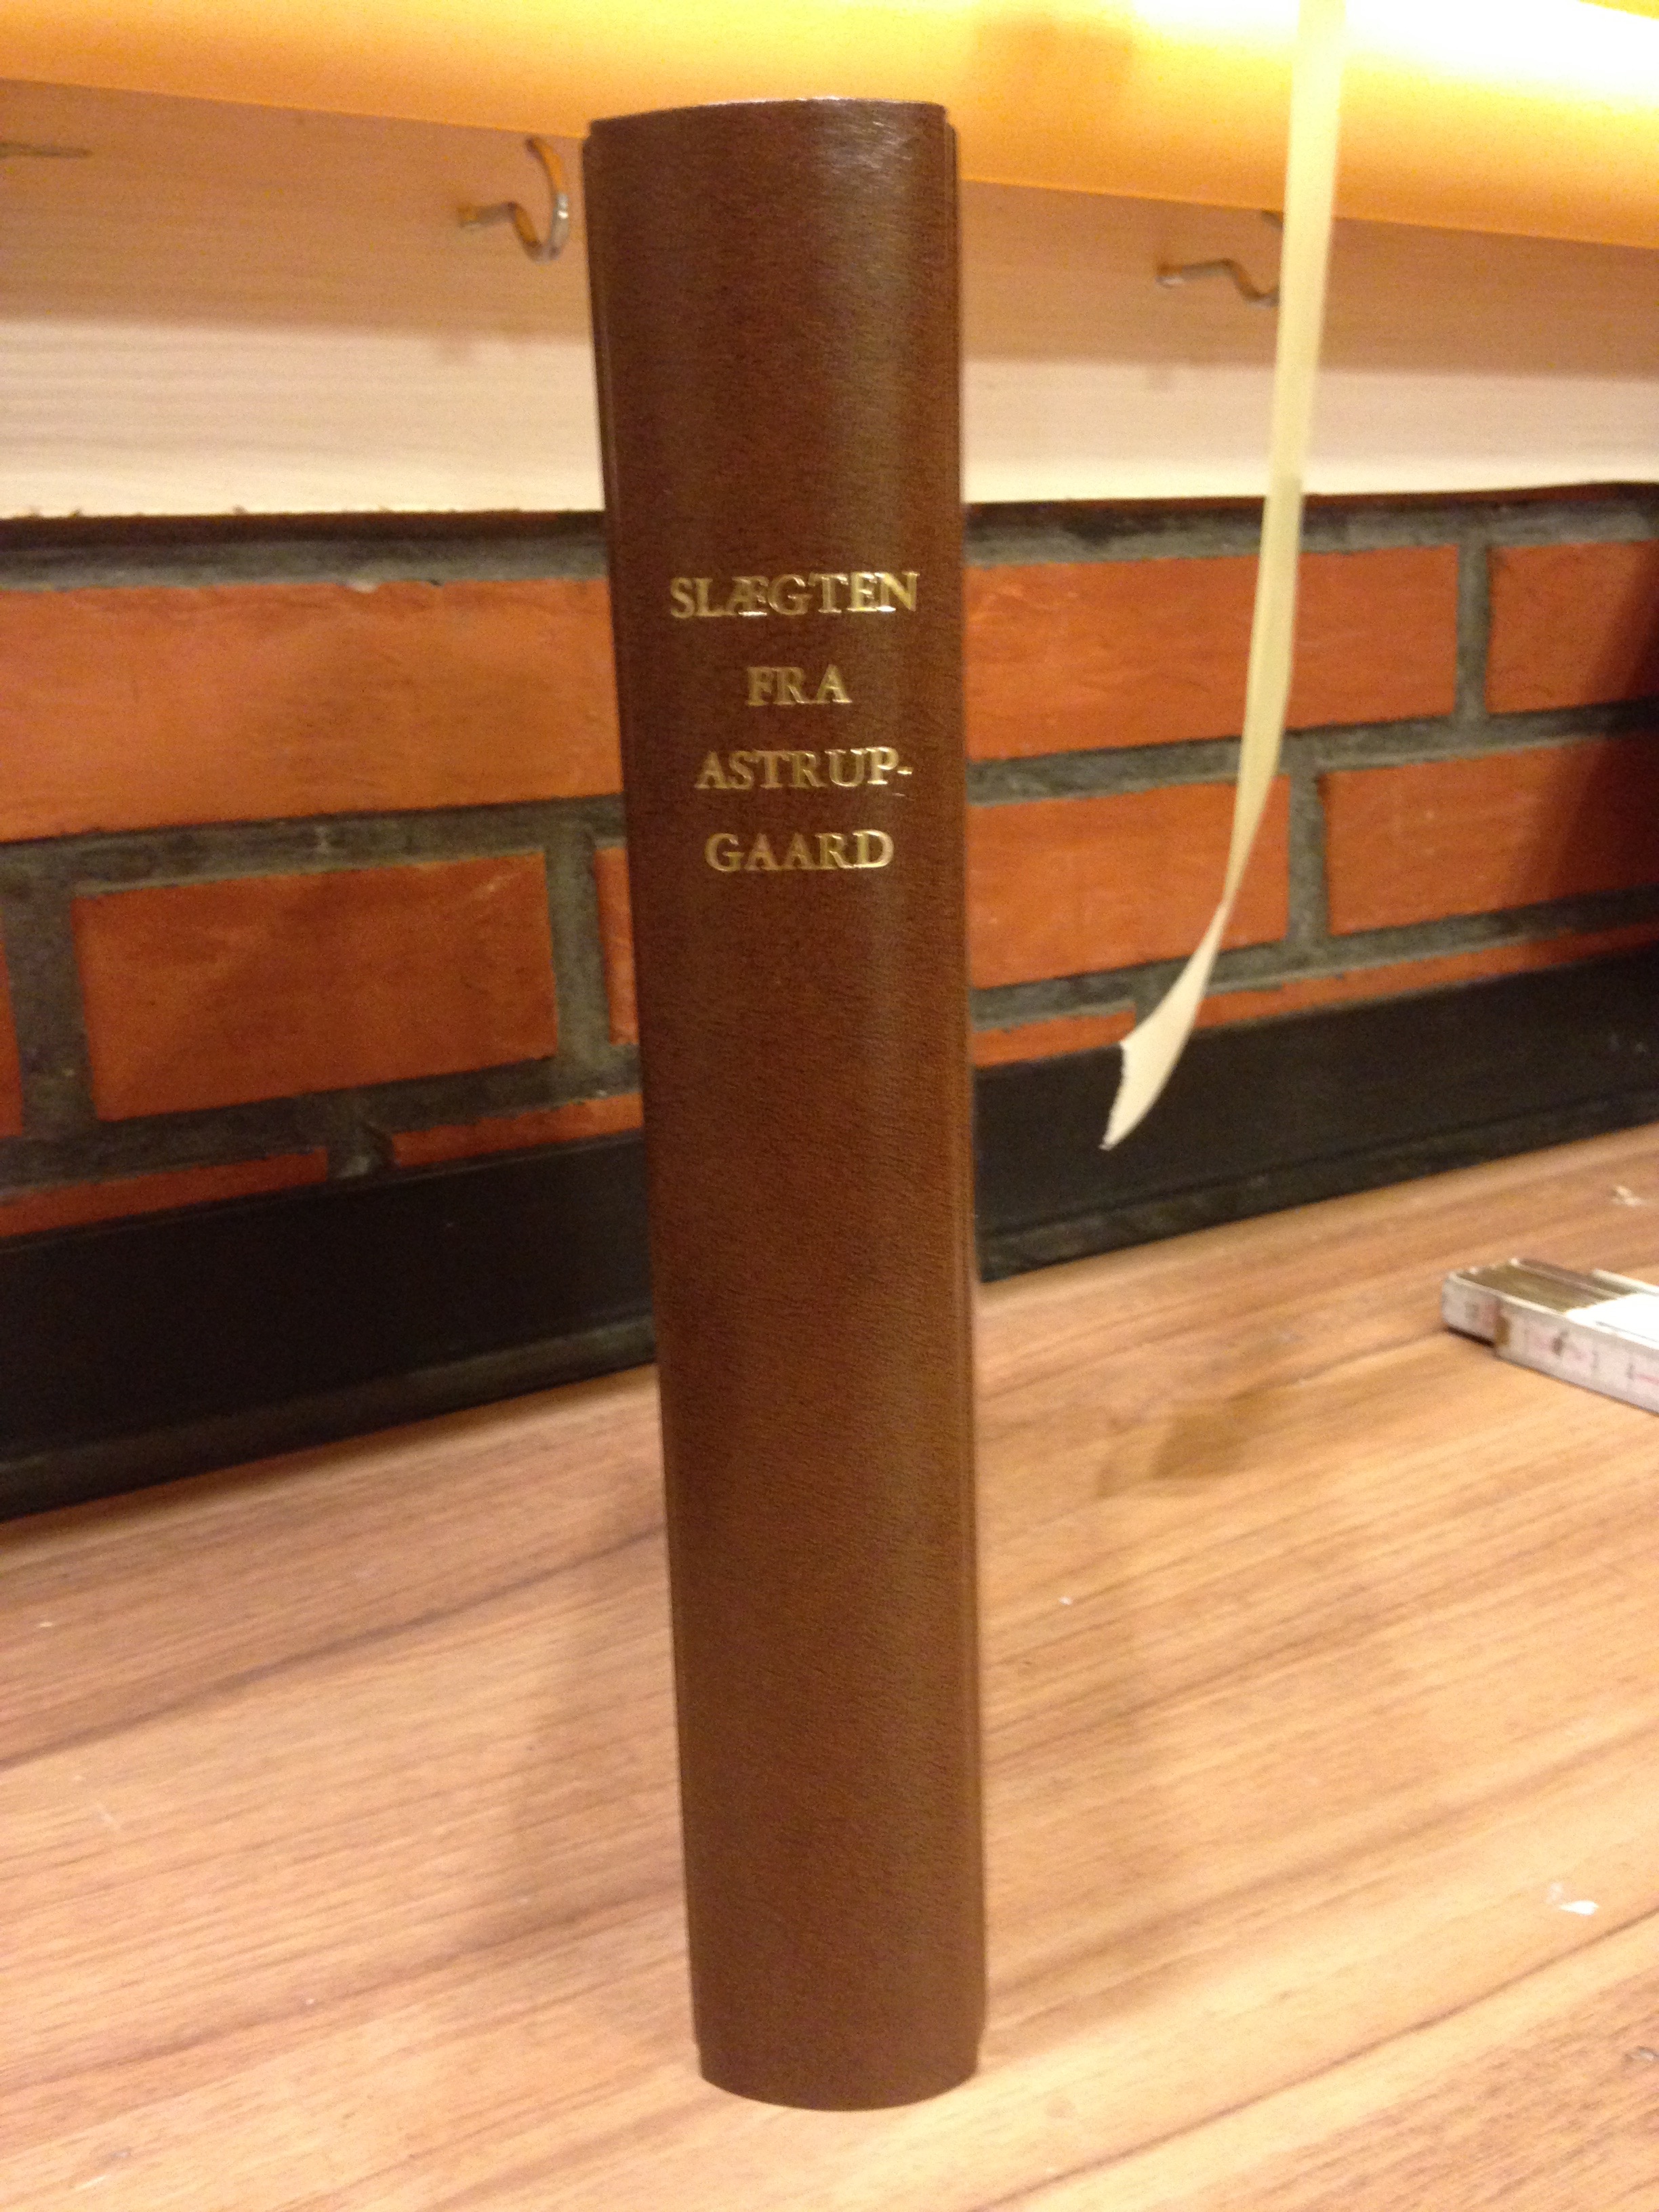 SLÆGTEN
FRA
ASTRUP-
GAARD